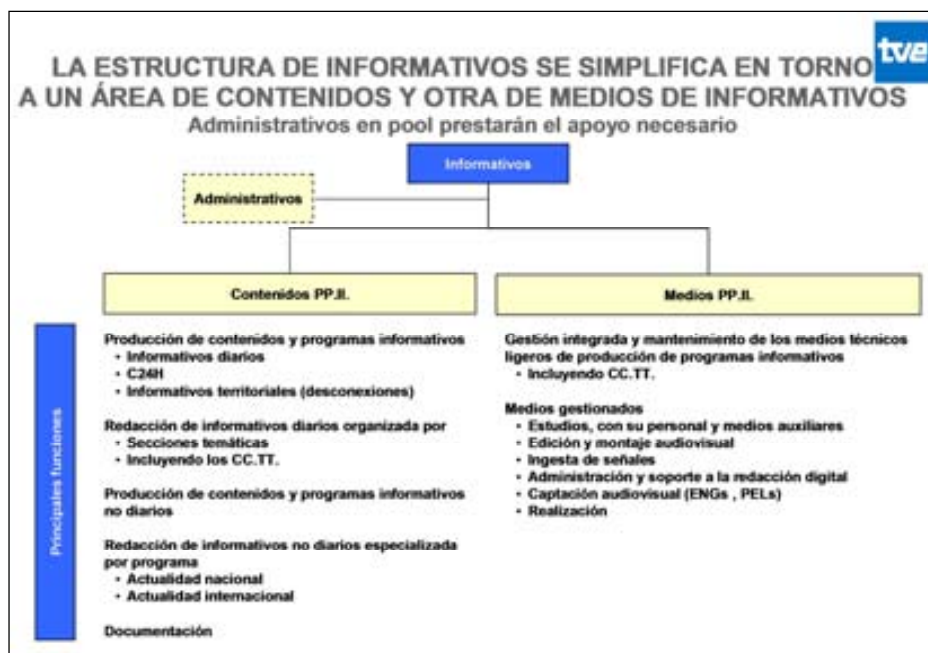 tve
LA ESTRUCTURA DE INFORMATIVOS SE SIMPLIFICA EN TORNO
A UN ÁREA DE CONTENIDOS Y OTRA DE MEDIOS DE INFORMATIVOS
Administrativos en pool prestarán el apoyo necesario
Informativos
Administrativos
Contenidos PP.II.
Medios PP.II.
Principales funciones
Producción de contenidos y programas informativos
• Informativos diarios
• C24H
• Informativos territoriales (desconexiones)
Redacción de informativos diarios organizada por
• Secciones temáticas
• Incluyendo los CC.TT.
Producción de contenidos y programas informativos
no diarios
Redacción de informativos no diarios especializada
por programa
• Actualidad nacional
• Actualidad internacional
Documentación
Gestión integrada y mantenimiento de los medios técnicos
ligeros de producción de programas informativos
• Incluyendo CC.TT.
Medios gestionados
• Estudios, con su personal y medios auxiliares
• Edición y montaje audiovisual
• Ingesta de señales
• Administración y soporte a la redacción digital
• Captación audiovisual (ENGs , PELs)
• Realización